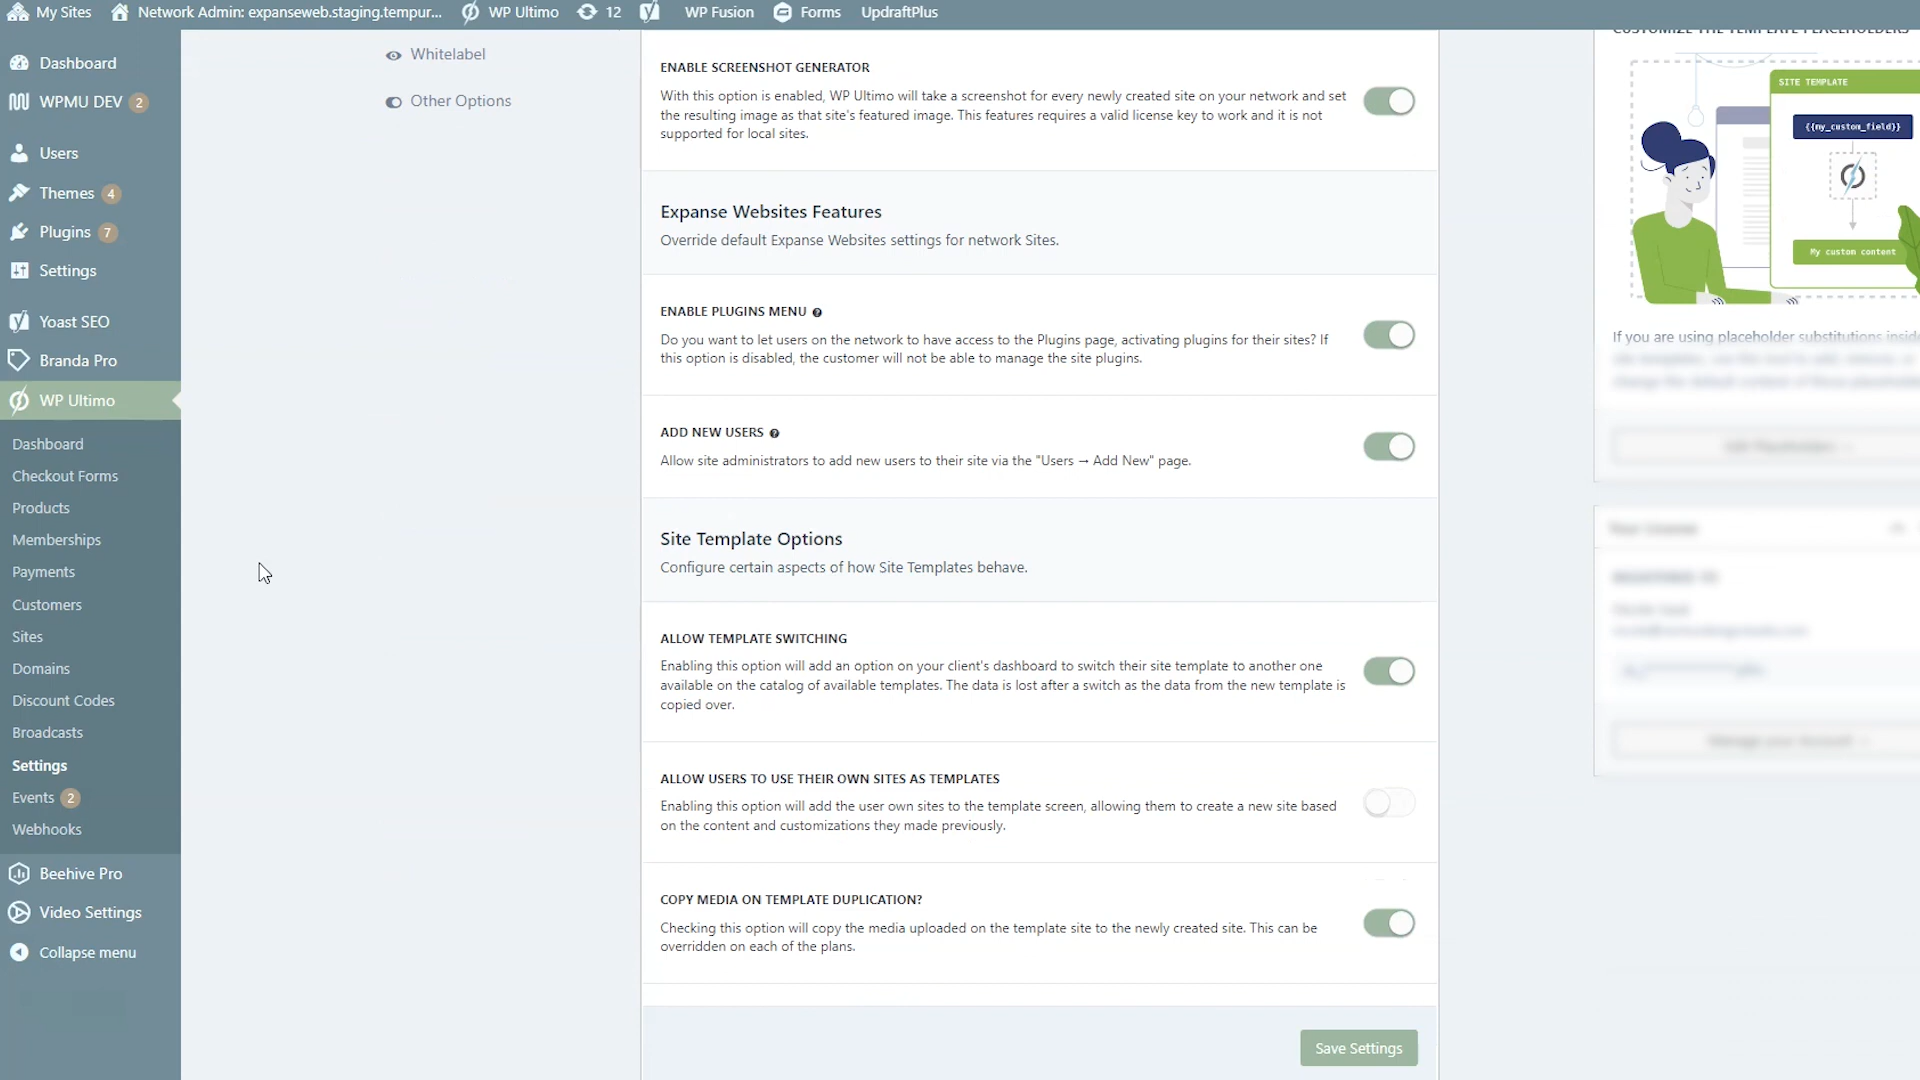 My Sites
Network Admin: expanseweb.staging.tempur...
WP Ultimo
12
WP Fusion
Forms
UpdraftPlus
Dashboard
WPMU DEV 2
Users
Themes 4
Plugins 7
Settings
Yoast SEO
Branda Pro
WP Ultimo
Dashboard
Checkout Forms
Products
Memberships
Payments
Customers
Sites
Domains
Discount Codes
Broadcasts
Settings
Events 2
Webhooks
Beehive Pro
Video Settings
Collapse menu
Whitelabel
Other Options
ENABLE SCREENSHOT GENERATOR
With this option is enabled, WP Ultimo will take a screenshot for every newly created site on your network and set
the resulting image as that site's featured image. This features requires a valid license key to work and it is not
supported for local sites.
Expanse Websites Features
Override default Expanse Websites settings for network Sites.
ENABLE PLUGINS MENU
Do you want to let users on the network to have access to the Plugins page, activating plugins for their sites? If
this option is disabled, the customer will not be able to manage the site plugins.
ADD NEW USERS
Allow site administrators to add new users to their site via the "Users → Add New" page.
Site Template Options
Configure certain aspects of how Site Templates behave.
ALLOW TEMPLATE SWITCHING
Enabling this option will add an option on your client's dashboard to switch their site template to another one
available on the catalog of available templates. The data is lost after a switch as the data from the new template is
copied over.
ALLOW USERS TO USE THEIR OWN SITES AS TEMPLATES
Enabling this option will add the user own sites to the template screen, allowing them to create a new site based
on the content and customizations they made previously.
COPY MEDIA ON TEMPLATE DUPLICATION?
Checking this option will copy the media uploaded on the template site to the newly created site. This can be
overridden on each of the plans.
Save Settings
CUSTOMIZE THE TEMPLATE PLACEHOLDERS
SITE TEMPLATE
{{my_custom_field}}
My custom content
If you are using placeholder substitutions inside